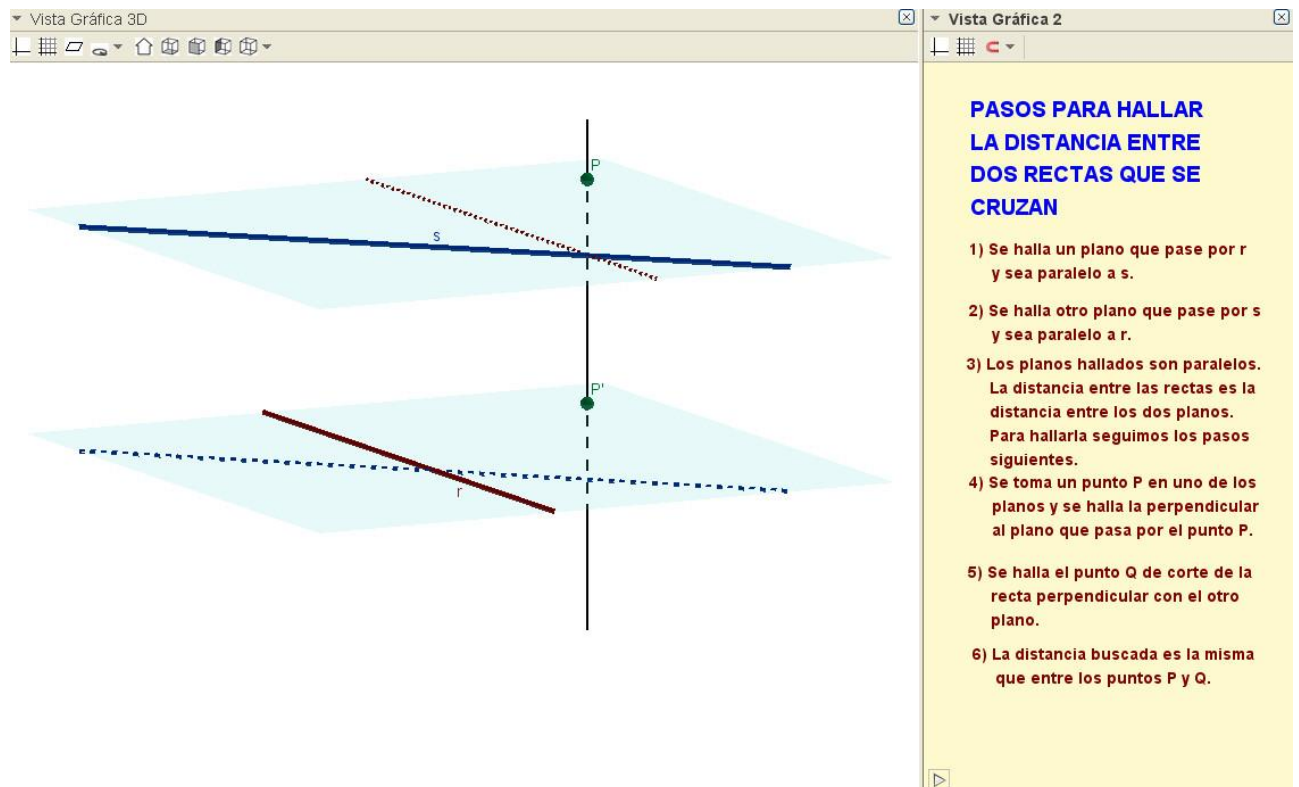 Vista Gráfica 3D
P
s
P'
r
Vista Gráfica 2
PASOS PARA HALLAR
LA DISTANCIA ENTRE
DOS RECTAS QUE SE
CRUZAN
1) Se halla un plano que pase por r
y sea paralelo a s.
2) Se halla otro plano que pase por s
y sea paralelo a r.
3) Los planos hallados son paralelos.
La distancia entre las rectas es la
distancia entre los dos planos.
Para hallarla seguimos los pasos
siguientes.
4) Se toma un punto P en uno de los
planos y se halla la perpendicular
al plano que pasa por el punto P.
5) Se halla el punto Q de corte de la
recta perpendicular con el otro
plano.
6) La distancia buscada es la misma
que entre los puntos P y Q.